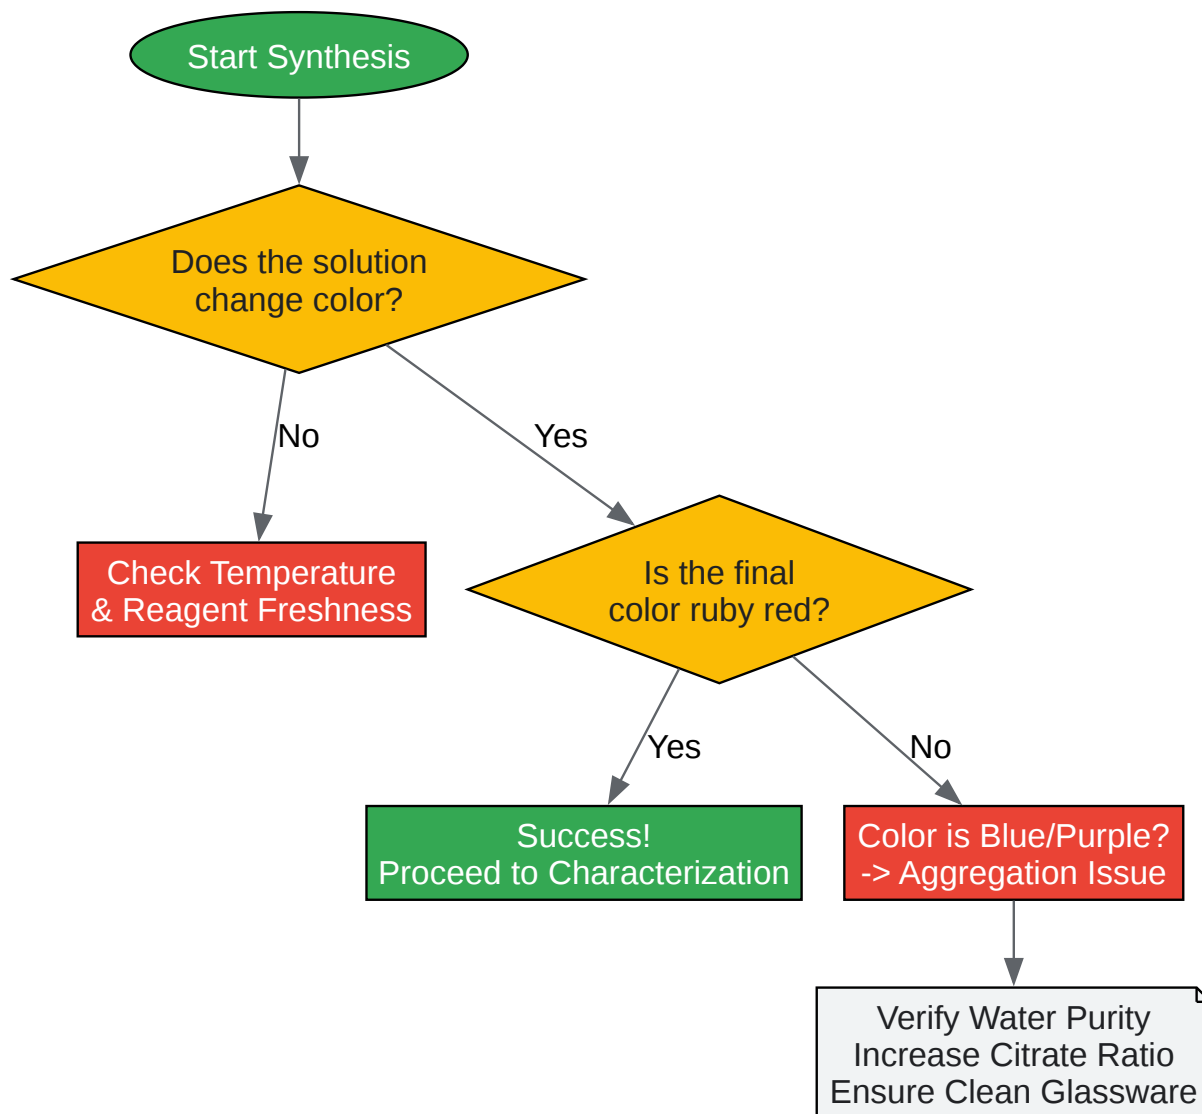 Start Synthesis
Does the solution
change color?
No
Yes
Check Temperature
& Reagent Freshness
Is the final
color ruby red?
Yes
No
Success!
Proceed to Characterization
Color is Blue/Purple?
-> Aggregation Issue
Verify Water Purity
Increase Citrate Ratio
Ensure Clean Glassware